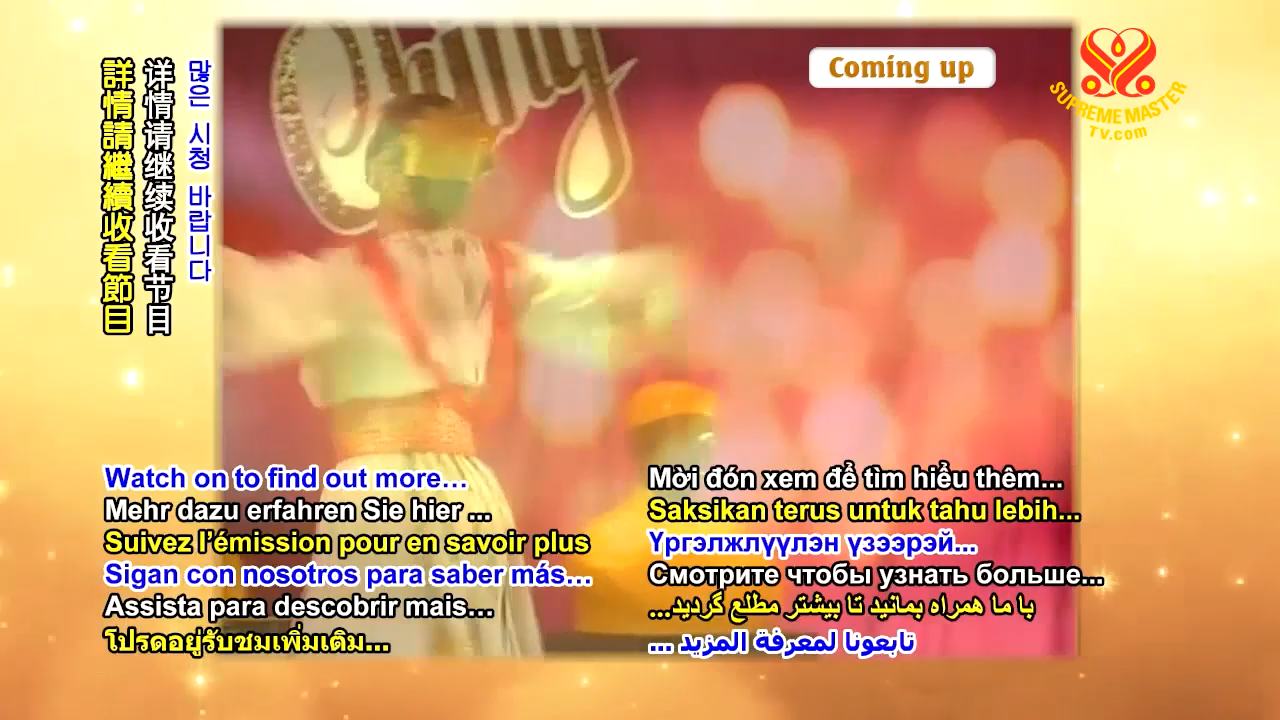 Coming up
SUPREME MASTER
TV.com
詳情請繼續收看節目
详情请继续收看节目
많은 시청 바랍니다
Watch on to find out more…
Mehr dazu erfahren Sie hier ...
Suivez l’émission pour en savoir plus
Sigan con nosotros para saber más…
Assista para descobrir mais…
โปรดอยู่รับชมเพิ่มเติม...
Mời đón xem để tìm hiểu thêm...
Saksikan terus untuk tahu lebih...
Үргэлжлүүлэн үзээрэй...
Смотрите чтобы узнать больше...
با ما همراه بمانید تا بیشتر مطلع گردید...
تابعونا لمعرفة المزيد ...